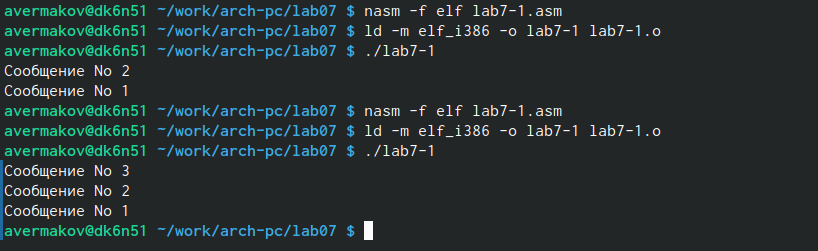 avermakov@dk6n51 ~/work/arch-pc/lab07 $ nasm -f elf lab7-1.asm
avermakov@dk6n51 ~/work/arch-pc/lab07 $ ld -m elf_i386 -o lab7-1 lab7-1.o
avermakov@dk6n51 ~/work/arch-pc/lab07 $ ./lab7-1
Сообщение No 2
Сообщение No 1
avermakov@dk6n51 ~/work/arch-pc/lab07 $ nasm -f elf lab7-1.asm
avermakov@dk6n51 ~/work/arch-pc/lab07 $ ld -m elf_i386 -o lab7-1 lab7-1.o
avermakov@dk6n51 ~/work/arch-pc/lab07 $ ./lab7-1
Сообщение No 3
Сообщение No 2
Сообщение No 1
avermakov@dk6n51 ~/work/arch-pc/lab07 $